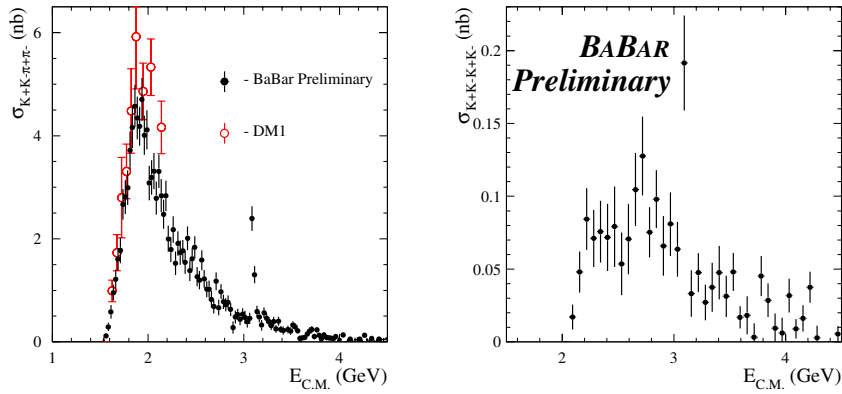 σK+K-π+π- (nb)
6
4
2
0
- BaBar Preliminary
- DM1
1
2
3
4
EC.M. (GeV)
σK+K-K+K- (nb)
0.2
0.15
0.1
0.05
0
BABAR
Preliminary
2
3
4
EC.M. (GeV)